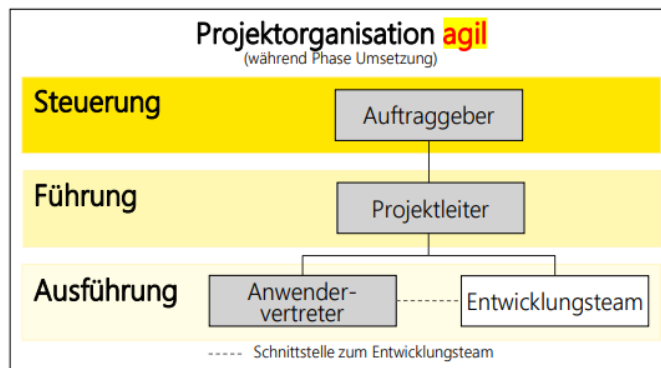 Projektorganisation agil
(während Phase Umsetzung)
Steuerung
Auftraggeber
Führung
Projektleiter
Ausführung
Anwender-
vertreter
Entwicklungsteam
Schnittstelle zum Entwicklungsteam